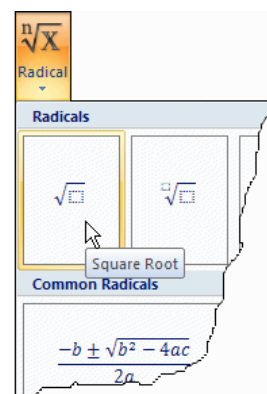 ⁿ√X
Radical
Radicals
√⬚
▫√⬚
Square Root
Common Radicals
−b ± √b² − 4ac
2a